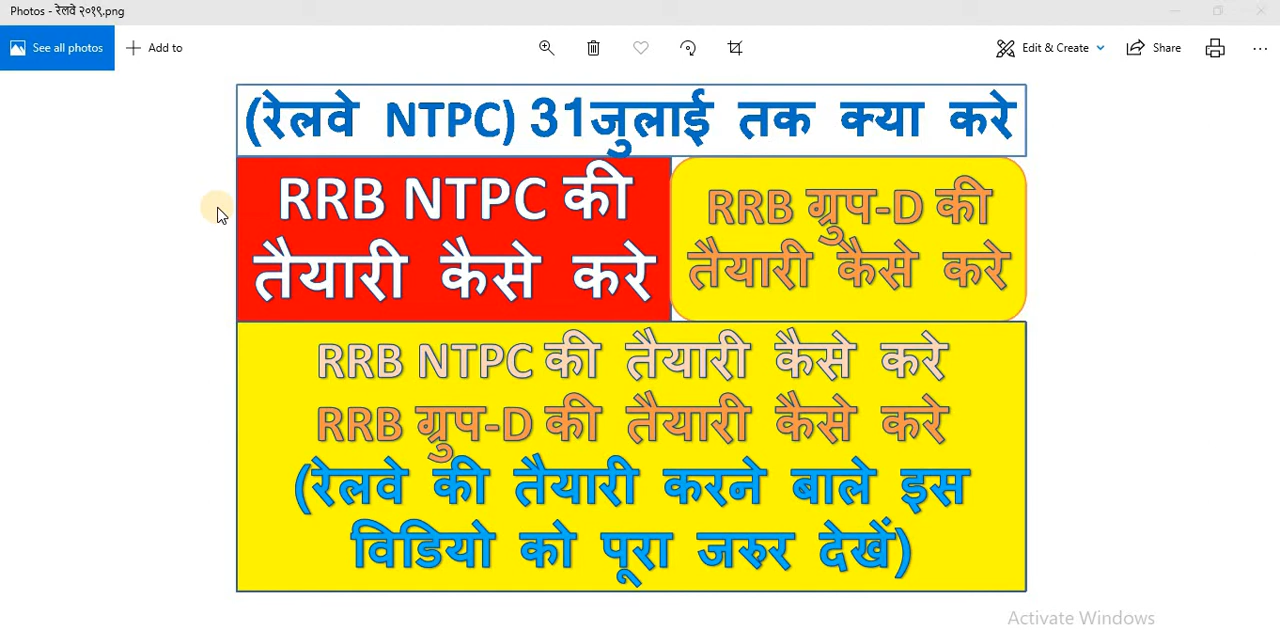 Photos - रेलवे २०१९.png
See all photos
Add to
Edit & Create
Share
(रेलवे NTPC) 31जुलाई तक क्या करे
RRB NTPC की
तैयारी कैसे करे
RRB ग्रुप-D की
तैयारी कैसे करे
RRB NTPC की तैयारी कैसे करे
RRB ग्रुप-D की तैयारी कैसे करे
(रेलवे की तैयारी करने बाले इस
विडियो को पूरा जरुर देखें)
Activate Windows